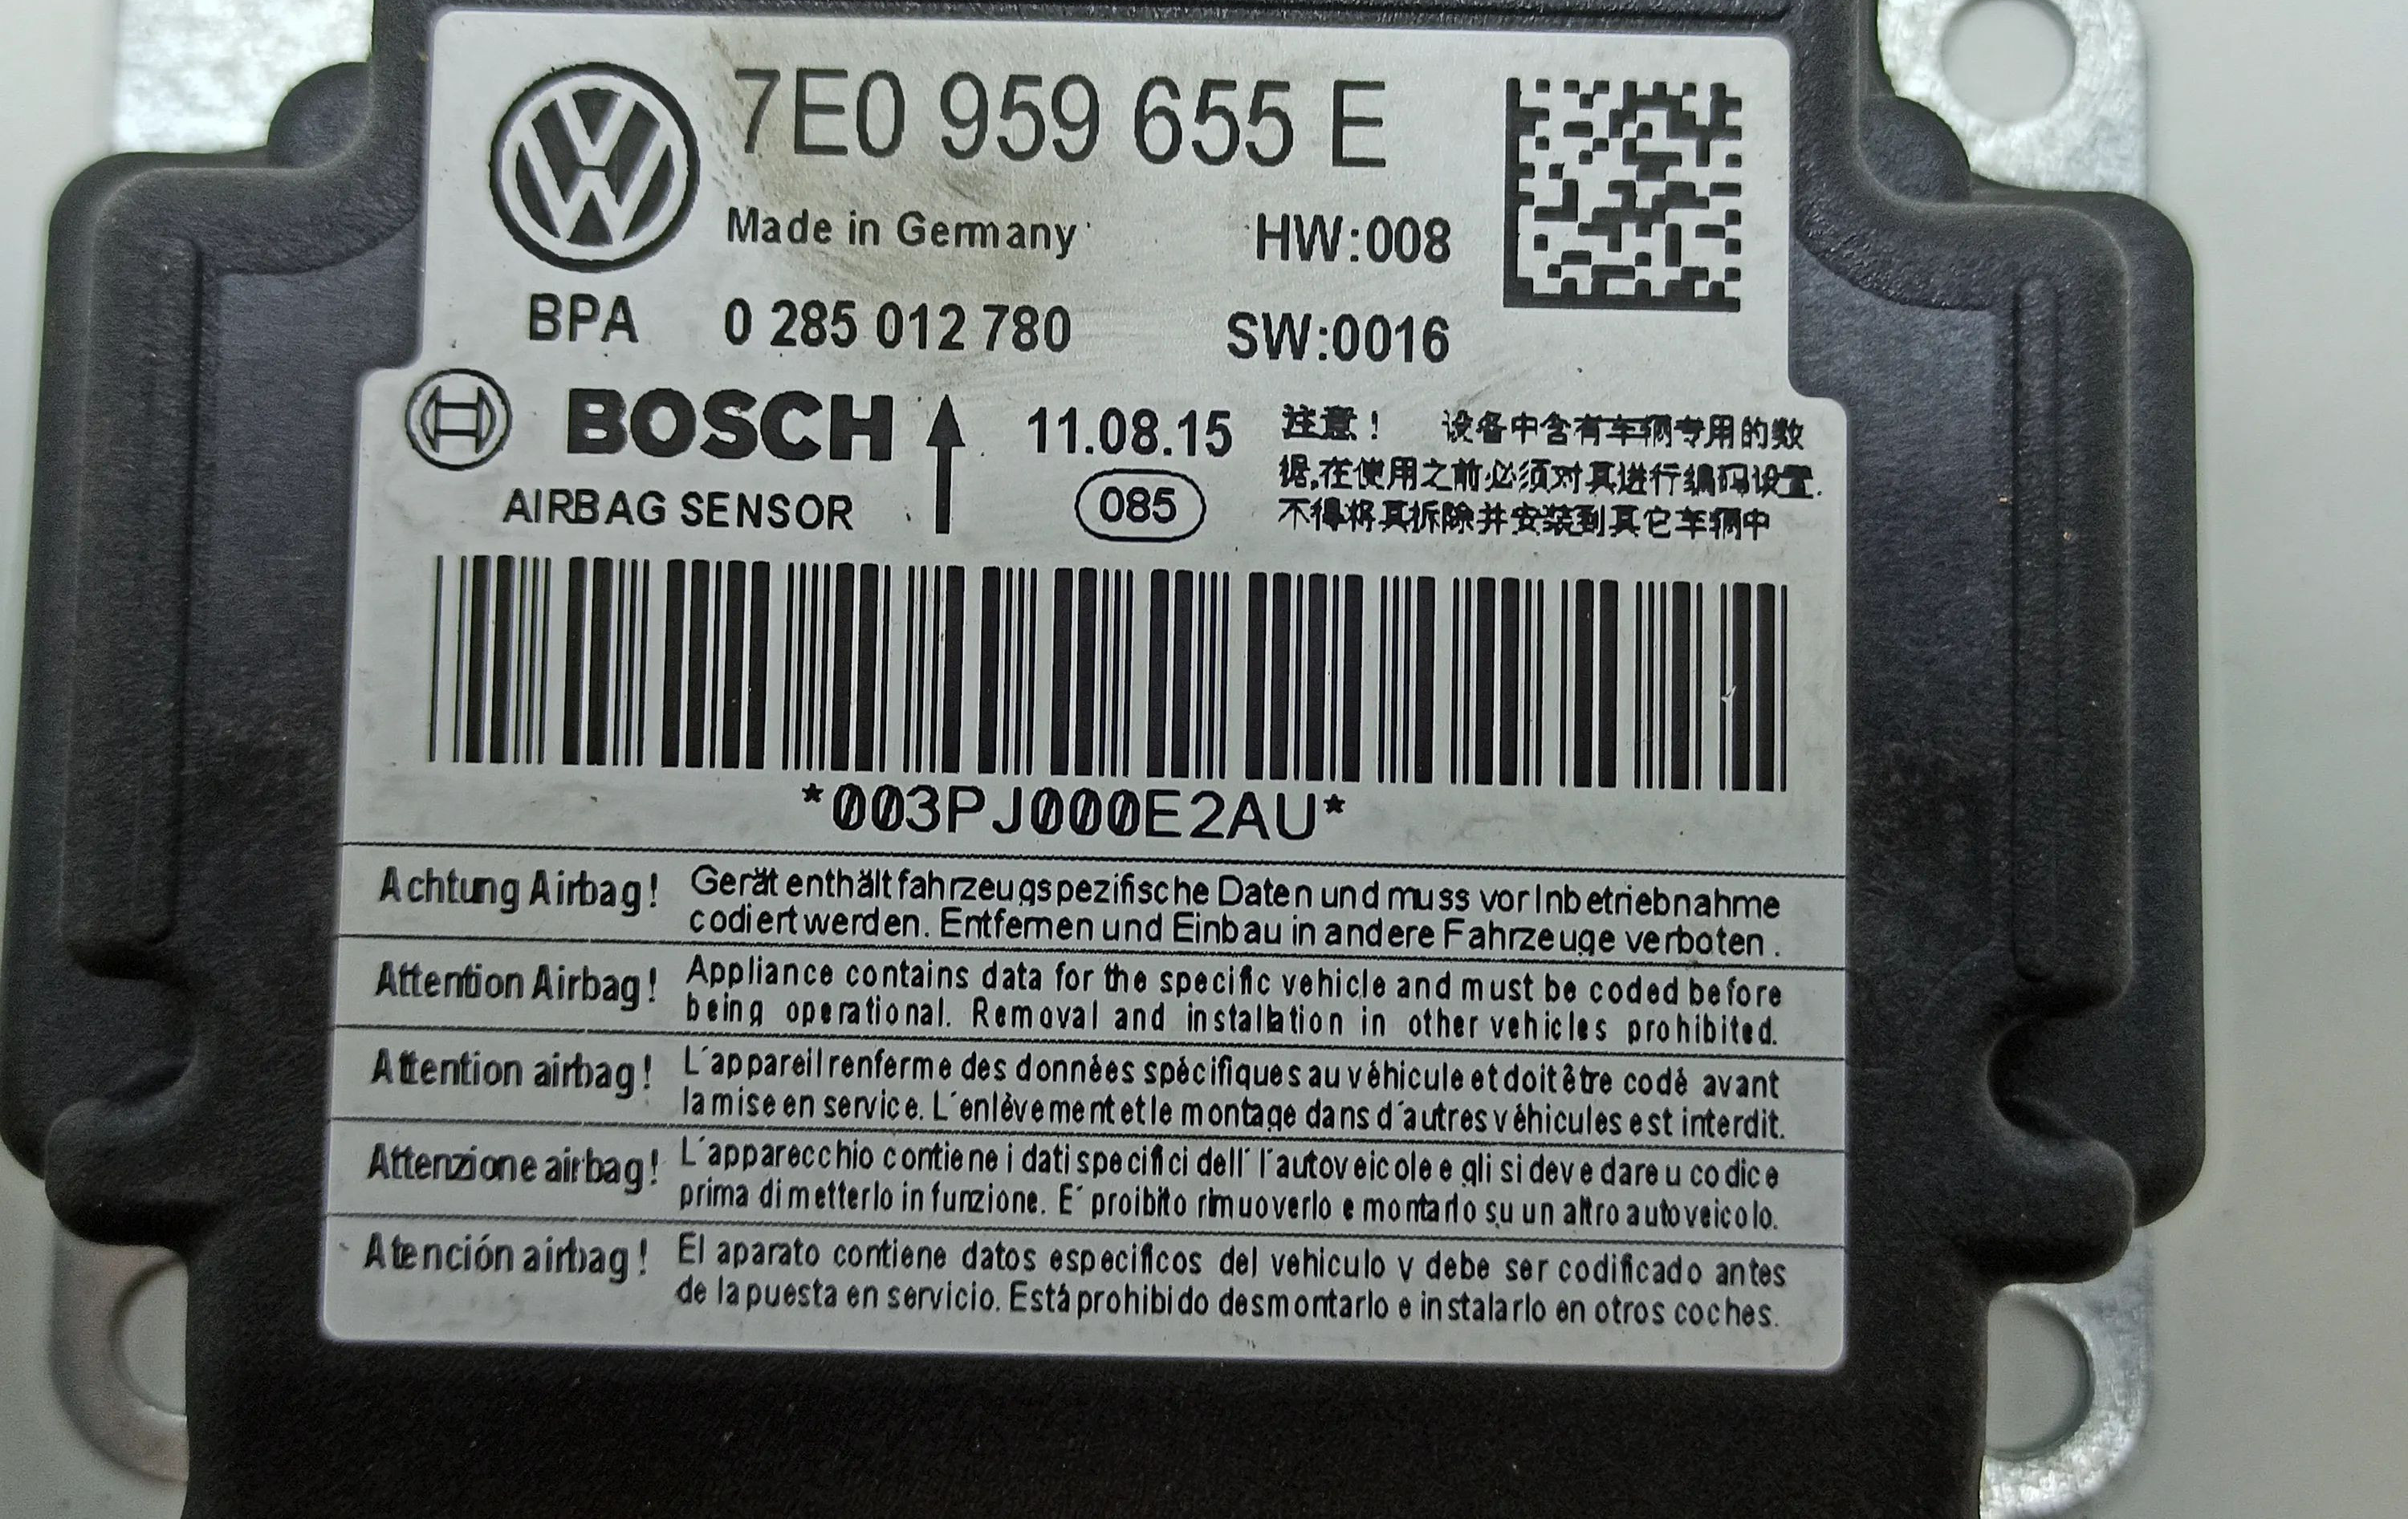 7E0 959 655 E
Made in Germany
HW:008
BPA 0 285 012 780
SW:0016
BOSCH
11.08.15
AIRBAG SENSOR
085
注意！ 设备中含有车辆专用的数
据,在使用之前必须对其进行编码设置.
不得将其拆除并安装到其它车辆中
*003PJ000E2AU*
Achtung Airbag! Gerät enthält fahrzeugspezifische Daten und muss vor Inbetriebnahme
codiert werden. Entfernen und Einbau in andere Fahrzeuge verboten.
Attention Airbag! Appliance contains data for the specific vehicle and must be coded before
being operational. Removal and installation in other vehicles prohibited.
Attention airbag! L´appareil renferme des donnèes spècifiques au vèhicule et doit être codè avant
la mise en service. L´enlèvement et le montage dans d´autres vèhicules est interdit.
Attenzione airbag! L´apparecchio contiene i dati specifici dell´ l´autoveicole e gli si deve dare u codice
prima di metterlo in funzione. E´ proibito rimuoverlo e montarlo su un altro autoveicolo.
Atención airbag! El aparato contiene datos especificos del vehiculo y debe ser codificado antes
de la puesta en servicio. Está prohibido desmontarlo e instalarlo en otros coches.